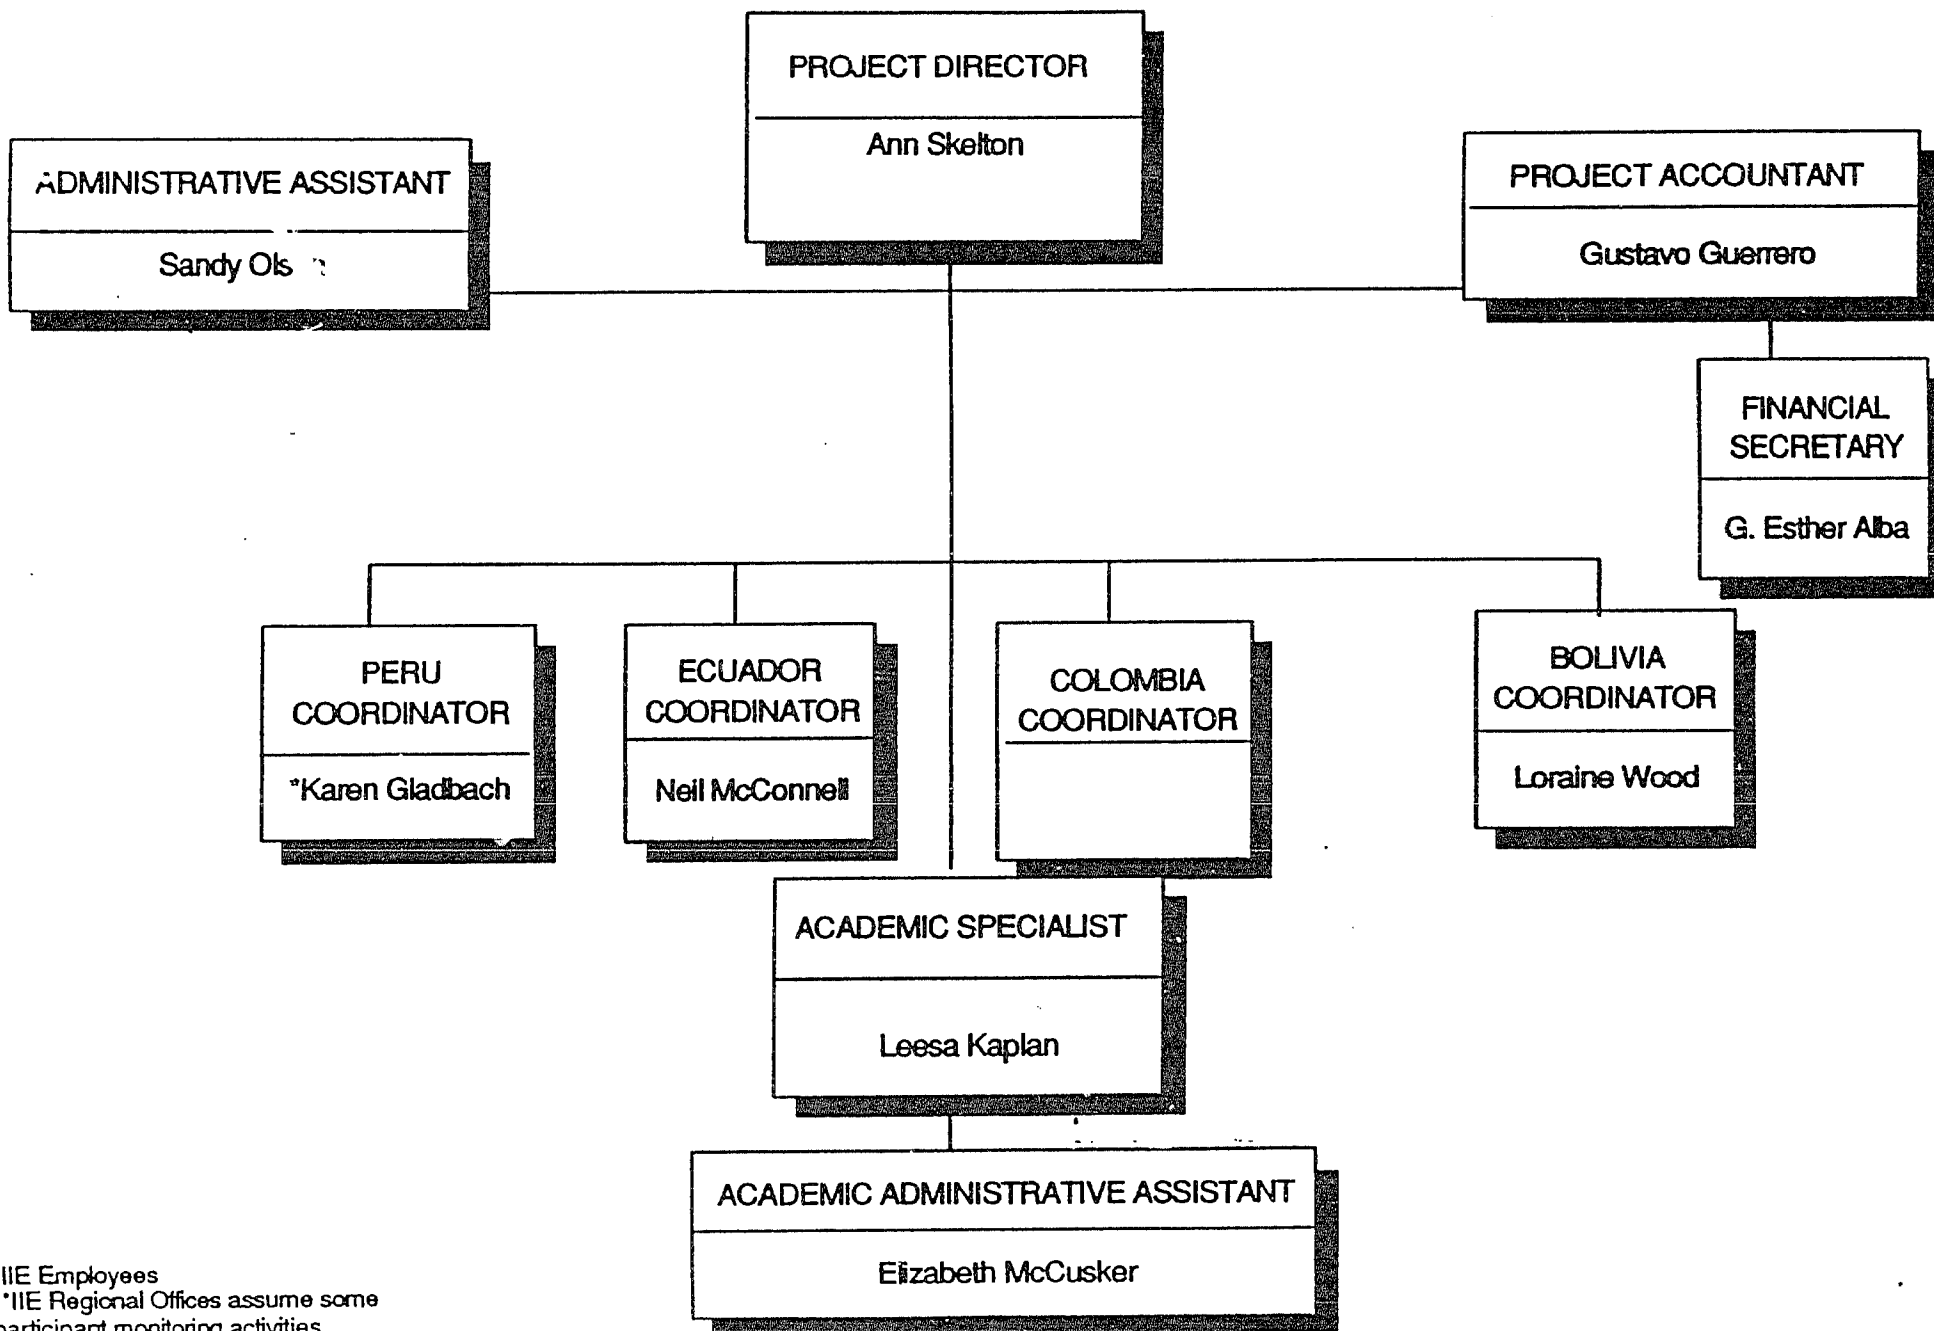 PROJECT DIRECTOR
Ann Skelton
ADMINISTRATIVE ASSISTANT
Sandy
PROJECT ACCOUNTANT
Gustavo Guerrero
FINANCIAL
SECRETARY
G. Esther Alba
PERU
COORDINATOR
*Karen Gladbach
ECUADOR
COORDINATOR
Neil McConnell
COLOMBIA
COORDINATOR
BOLIVIA
COORDINATOR
Loraine Wood
ACADEMIC SPECIALIST
Leesa Kaplan
ACADEMIC ADMINISTRATIVE ASSISTANT
Elizabeth McCusker
IIE Employees
*IIE Regional Offices assume some
participant monitoring activities